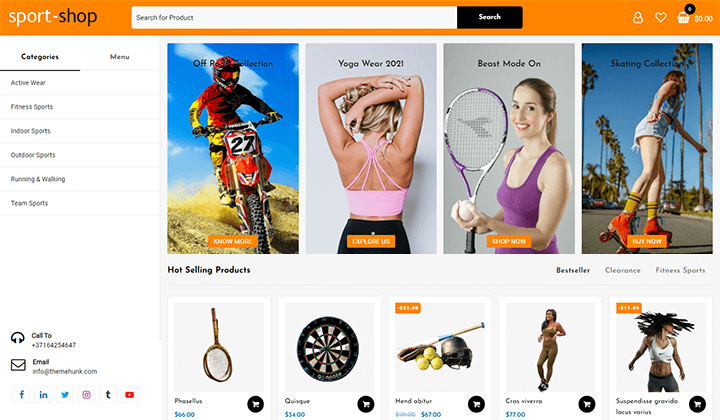 sport-shop
Search for Product
Search
0
$0.00
Categories Menu
Active Wear
Fitness Sports
Indoor Sports
Outdoor Sports
Running & Walking
Team Sports
Call To
+37164254647
Email
info@themehunk.com
Off Road Collection
27
KNOW MORE
Yoga Wear 2021
EXPLORE US
Beast Mode On
SHOP NOW
Skating Collection
BUY NOW
Hot Selling Products
Bestseller Clearance Fitness Sports
Phasellus
$66.00
Quisque
$34.00
-$32.00
Hend abitur
$99.00 $67.00
Cras viverra
$77.00
Suspendisse gravida
lacus varius